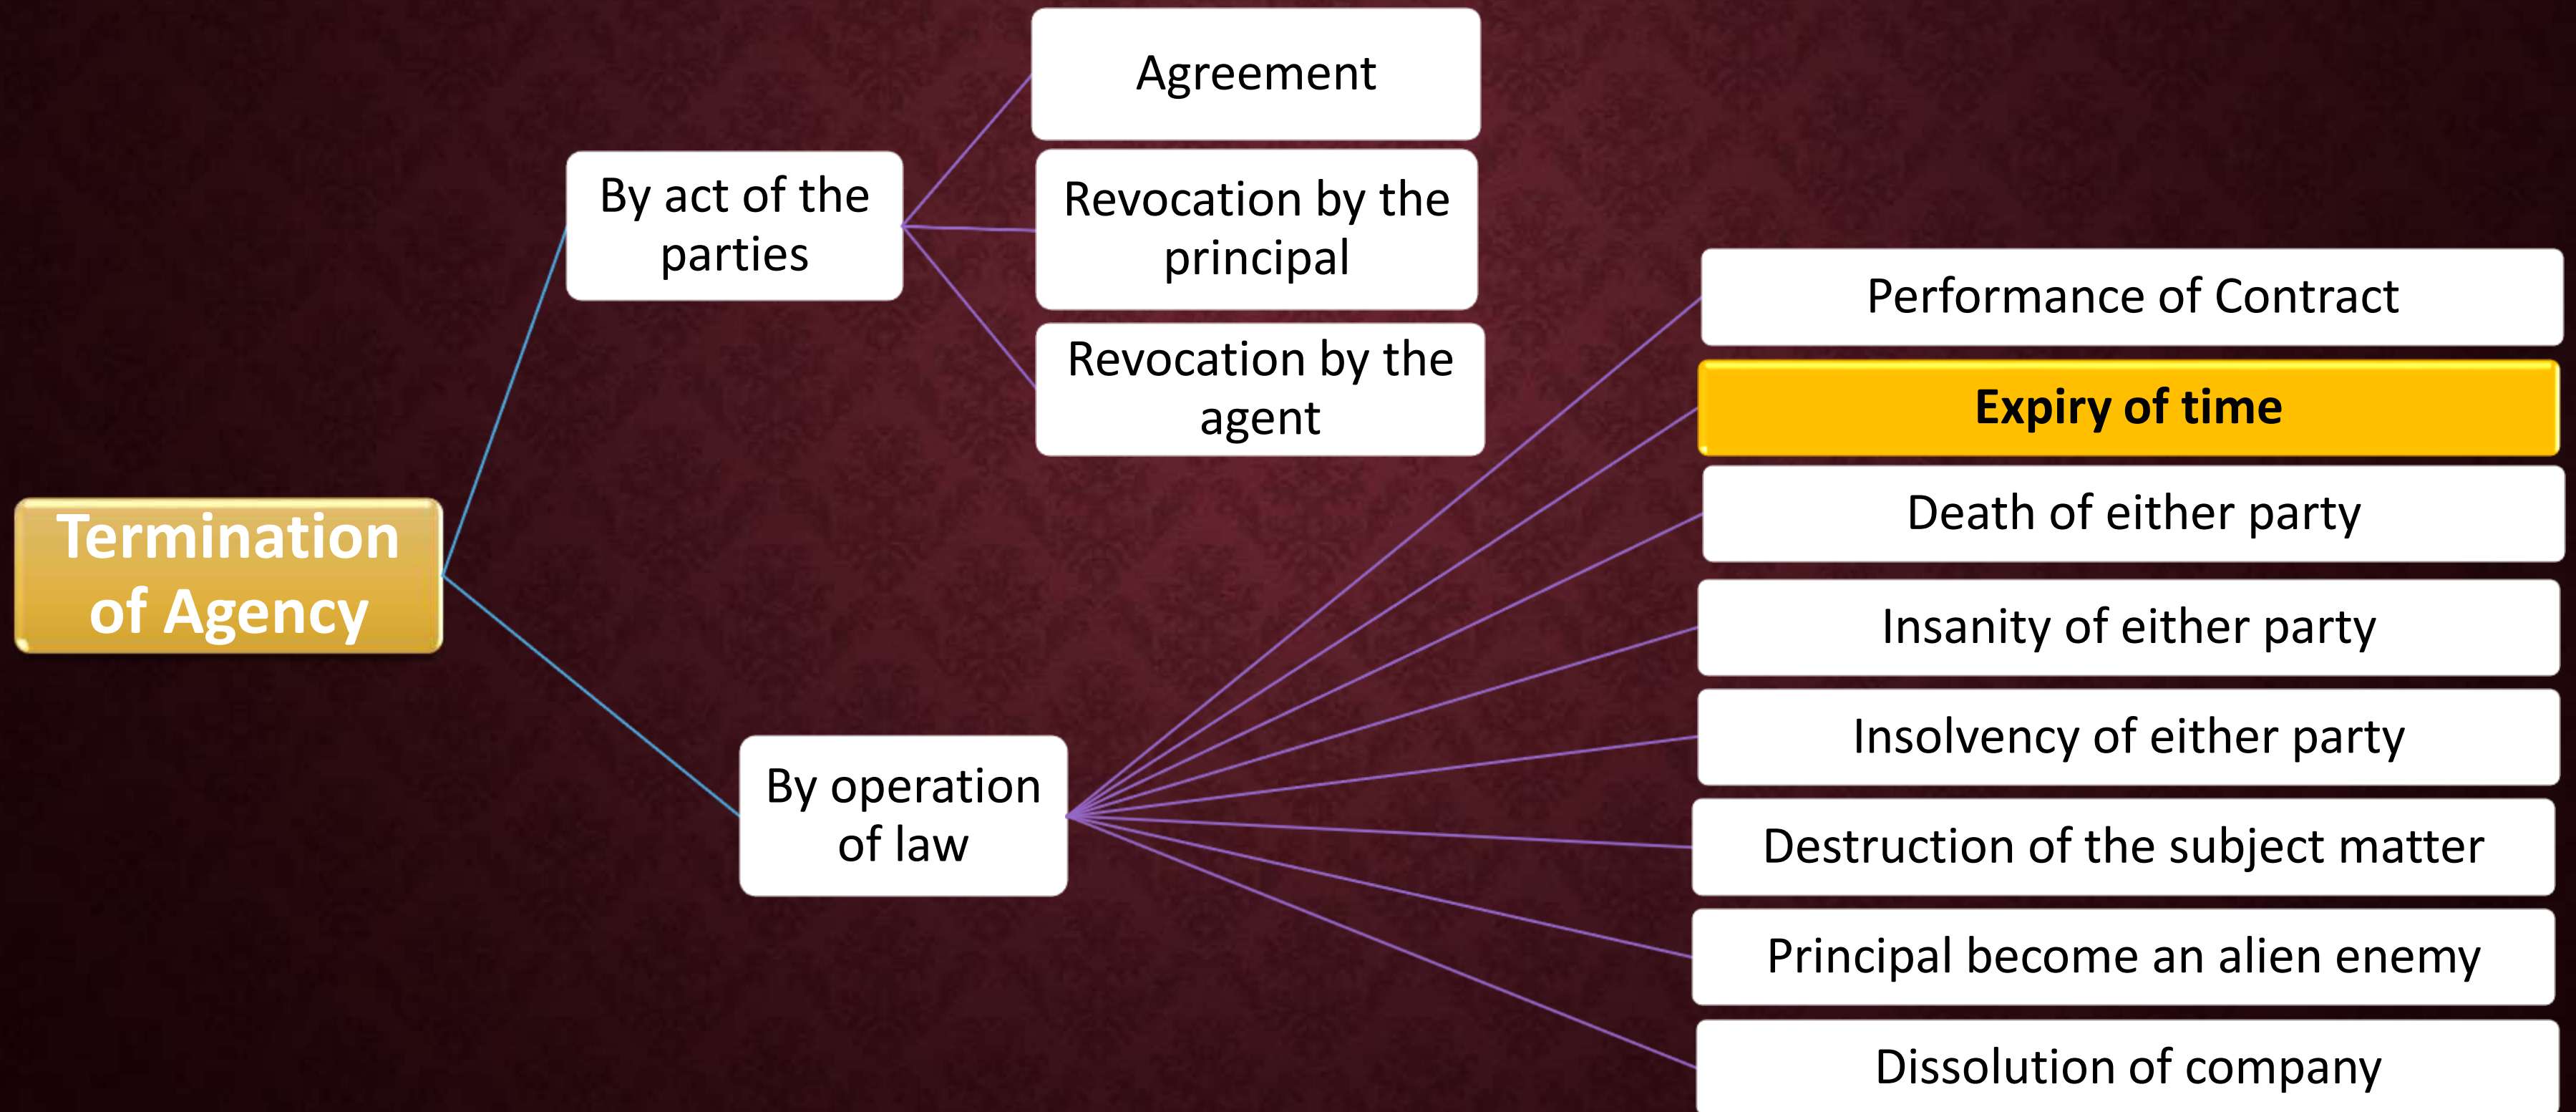 Termination
of Agency
By act of the
parties
Agreement
Revocation by the
principal
Revocation by the
agent
By operation
of law
Performance of Contract
Expiry of time
Death of either party
Insanity of either party
Insolvency of either party
Destruction of the subject matter
Principal become an alien enemy
Dissolution of company